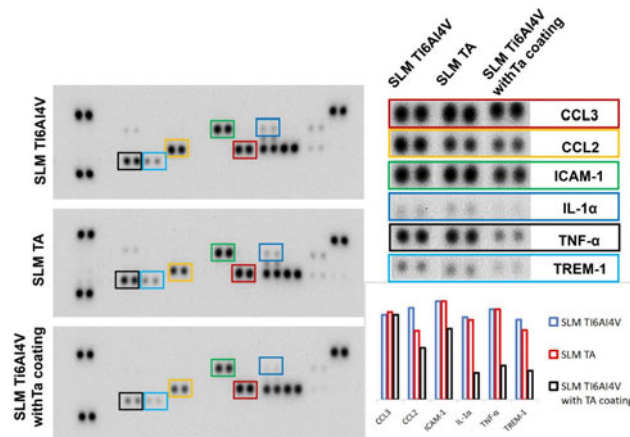 SLM TI6Al4V
SLM TA
SLM Ti6Al4V
withTa coating
SLM TI6Al4V
SLM TA
SLM Ti6Al4V
withTa coating
CCL3
CCL2
ICAM-1
IL-1α
TNF-α
TREM-1
SLM TI6Al4V
SLM TA
SLM TI6Al4V
with TA coating
CCL3
CCL2
ICAM-1
IL-1α
TNF-α
TREM-1